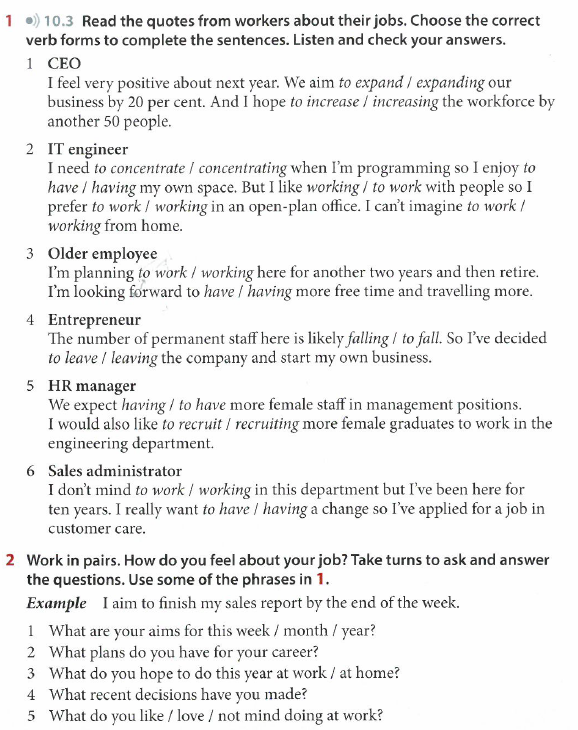 1 10.3 Read the quotes from workers about their jobs. Choose the correct
verb forms to complete the sentences. Listen and check your answers.
1 CEO
I feel very positive about next year. We aim to expand / expanding our
business by 20 per cent. And I hope to increase / increasing the workforce by
another 50 people.
2 IT engineer
I need to concentrate / concentrating when I'm programming so I enjoy to
have / having my own space. But I like working / to work with people so I
prefer to work / working in an open-plan office. I can't imagine to work /
working from home.
3 Older employee
I'm planning to work / working here for another two years and then retire.
I'm looking forward to have / having more free time and travelling more.
4 Entrepreneur
The number of permanent staff here is likely falling / to fall. So I've decided
to leave / leaving the company and start my own business.
5 HR manager
We expect having / to have more female staff in management positions.
I would also like to recruit / recruiting more female graduates to work in the
engineering department.
6 Sales administrator
I don't mind to work / working in this department but I've been here for
ten years. I really want to have / having a change so I've applied for a job in
customer care.
2 Work in pairs. How do you feel about your job? Take turns to ask and answer
the questions. Use some of the phrases in 1.
Example I aim to finish my sales report by the end of the week.
1 What are your aims for this week / month / year?
2 What plans do you have for your career?
3 What do you hope to do this year at work / at home?
4 What recent decisions have you made?
5 What do you like / love / not mind doing at work?